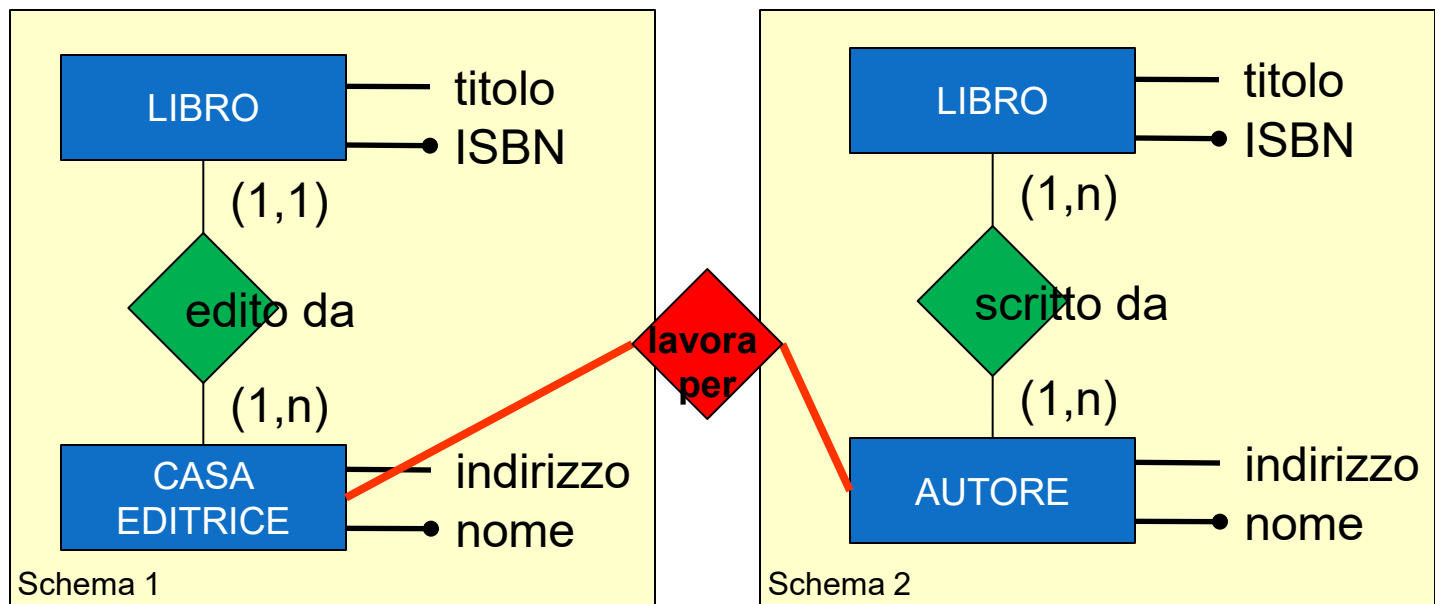 LIBRO
titolo
ISBN
(1,1)
edito da
(1,n)
CASA
EDITRICE
indirizzo
nome
Schema 1
lavora
per
LIBRO
titolo
ISBN
(1,n)
scritto da
(1,n)
AUTORE
indirizzo
nome
Schema 2